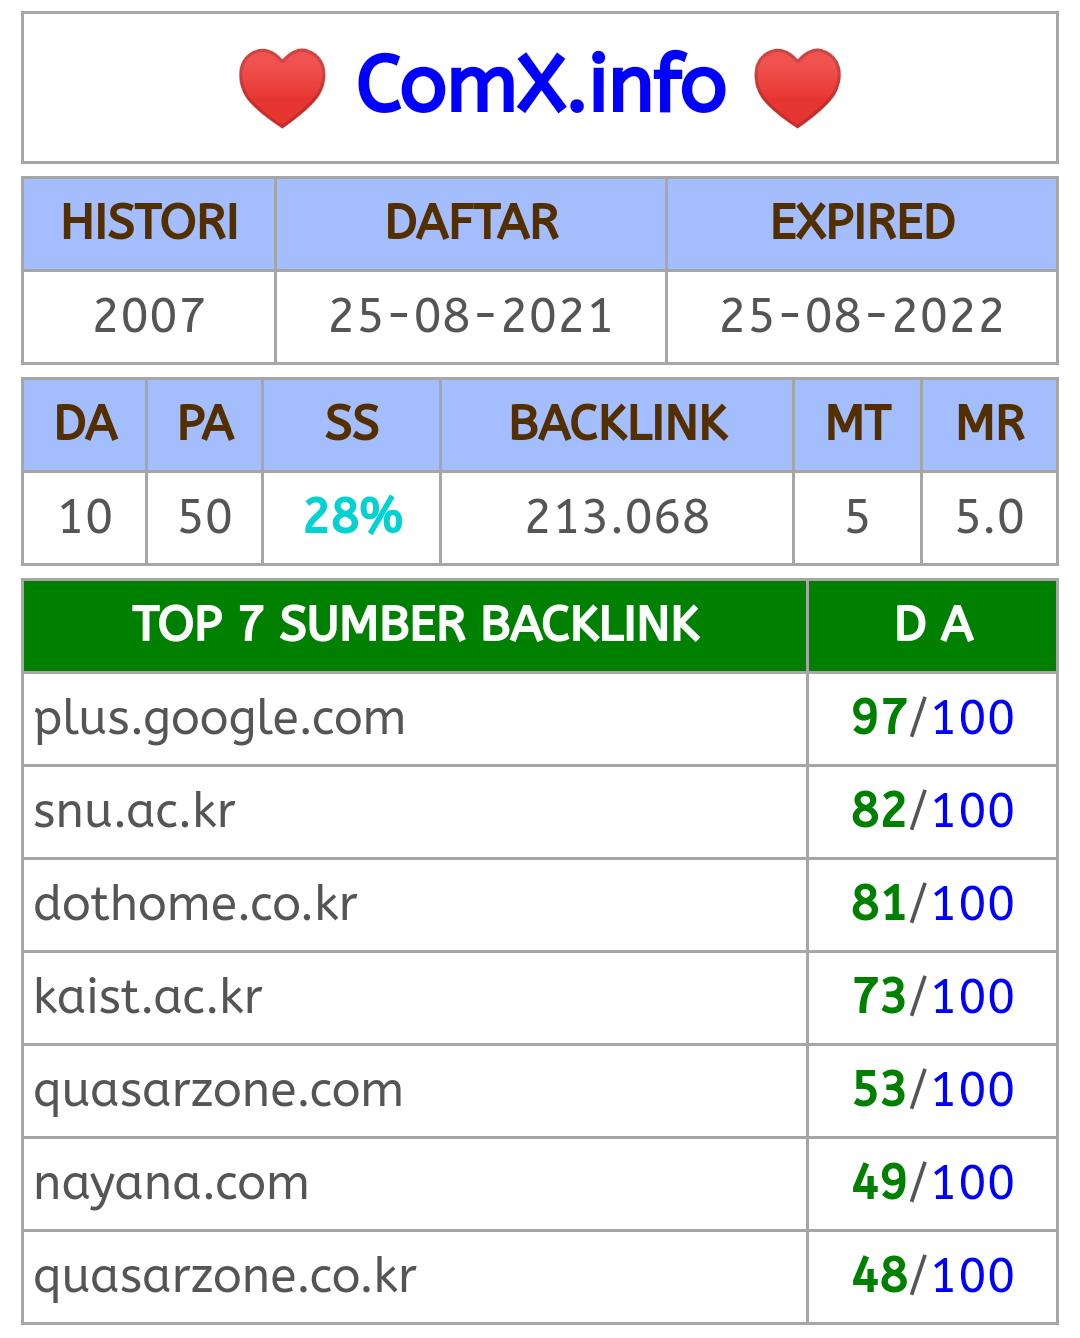 ComX.info
HISTORI DAFTAR EXPIRED
2007 25-08-2021 25-08-2022
DA PA SS BACKLINK MT MR
10 50 28% 213.068 5 5.0
TOP 7 SUMBER BACKLINK D A
plus.google.com 97/100
snu.ac.kr 82/100
dothome.co.kr 81/100
kaist.ac.kr 73/100
quasarzone.com 53/100
nayana.com 49/100
quasarzone.co.kr 48/100